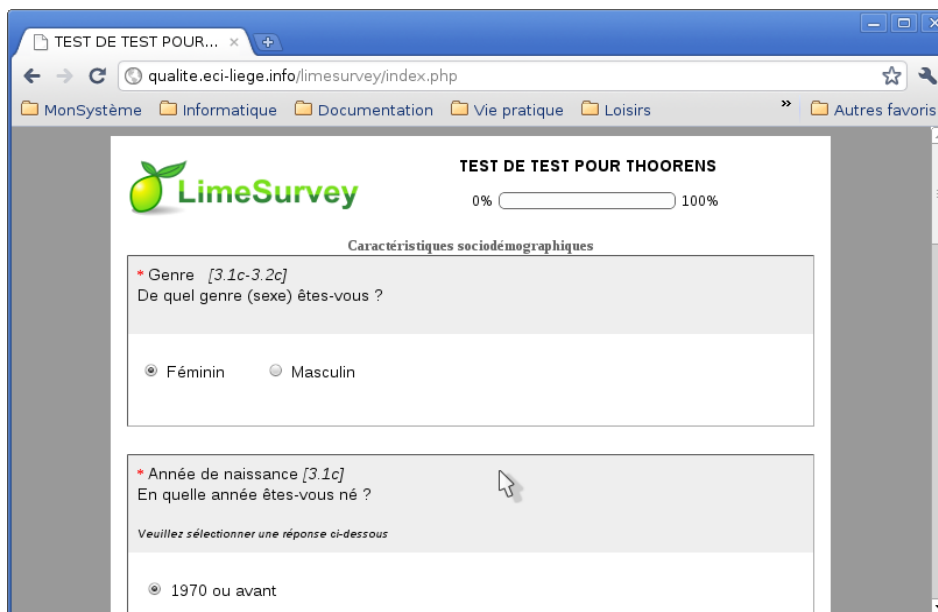 TEST DE TEST POUR...
qualite.eci-liege.info/limesurvey/index.php
MonSystème Informatique Documentation Vie pratique Loisirs » Autres favoris
LimeSurvey
TEST DE TEST POUR THOORENS
0% 100%
Caractéristiques sociodémographiques
* Genre [3.1c-3.2c]
De quel genre (sexe) êtes-vous ?
Féminin Masculin
* Année de naissance [3.1c]
En quelle année êtes-vous né ?
Veuillez sélectionner une réponse ci-dessous
1970 ou avant